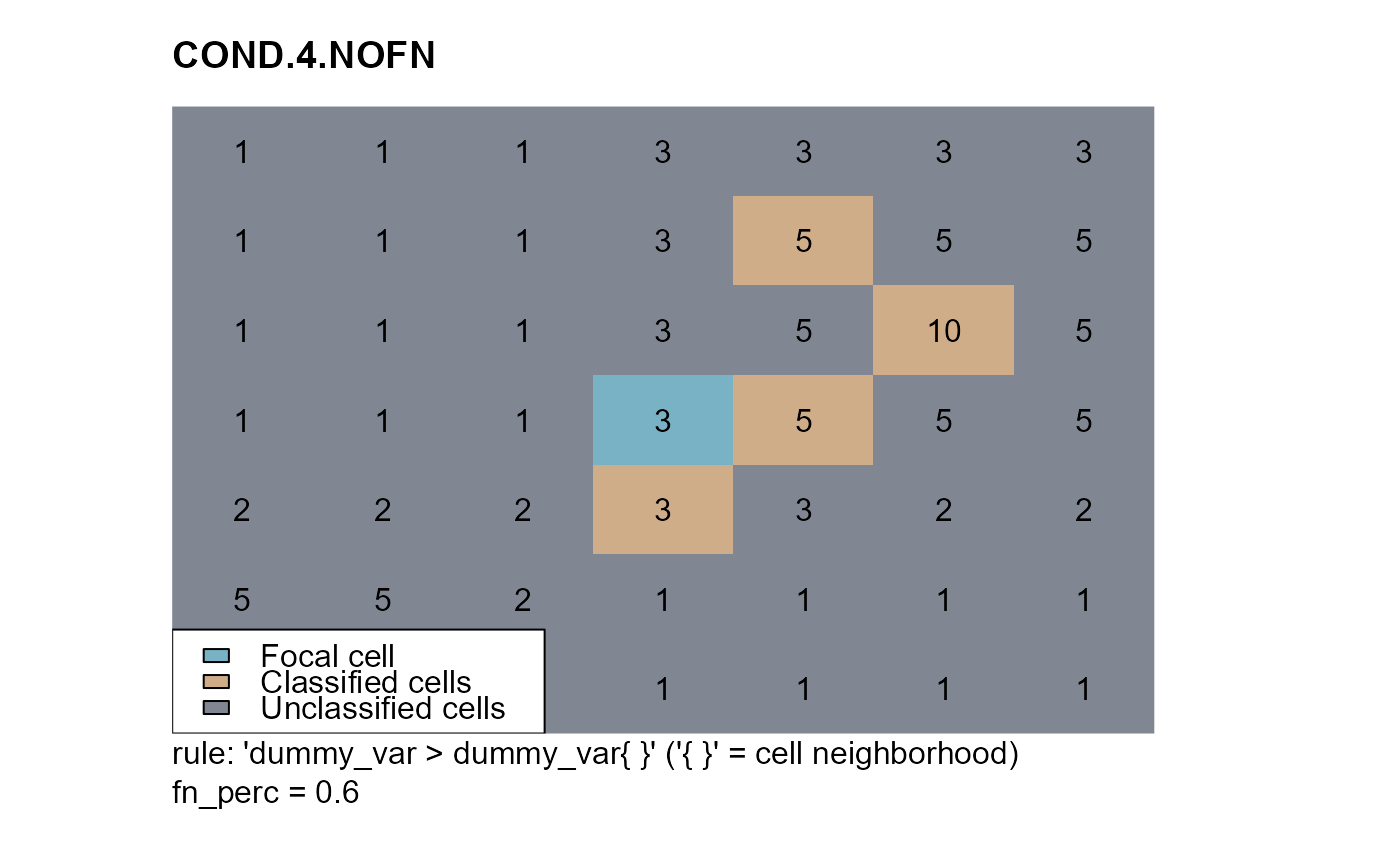 COND.4.NOFN
1 1 1 3 3 3 3
1 1 1 3 5 5 5
1 1 1 3 5 10 5
1 1 1 3 5 5 5
2 2 2 3 3 2 2
5 5 2 1 1 1 1
Focal cell
Classified cells
Unclassified cells
1 1 1 1
rule: 'dummy_var > dummy_var{ }' ('{ }' = cell neighborhood)
fn_perc = 0.6